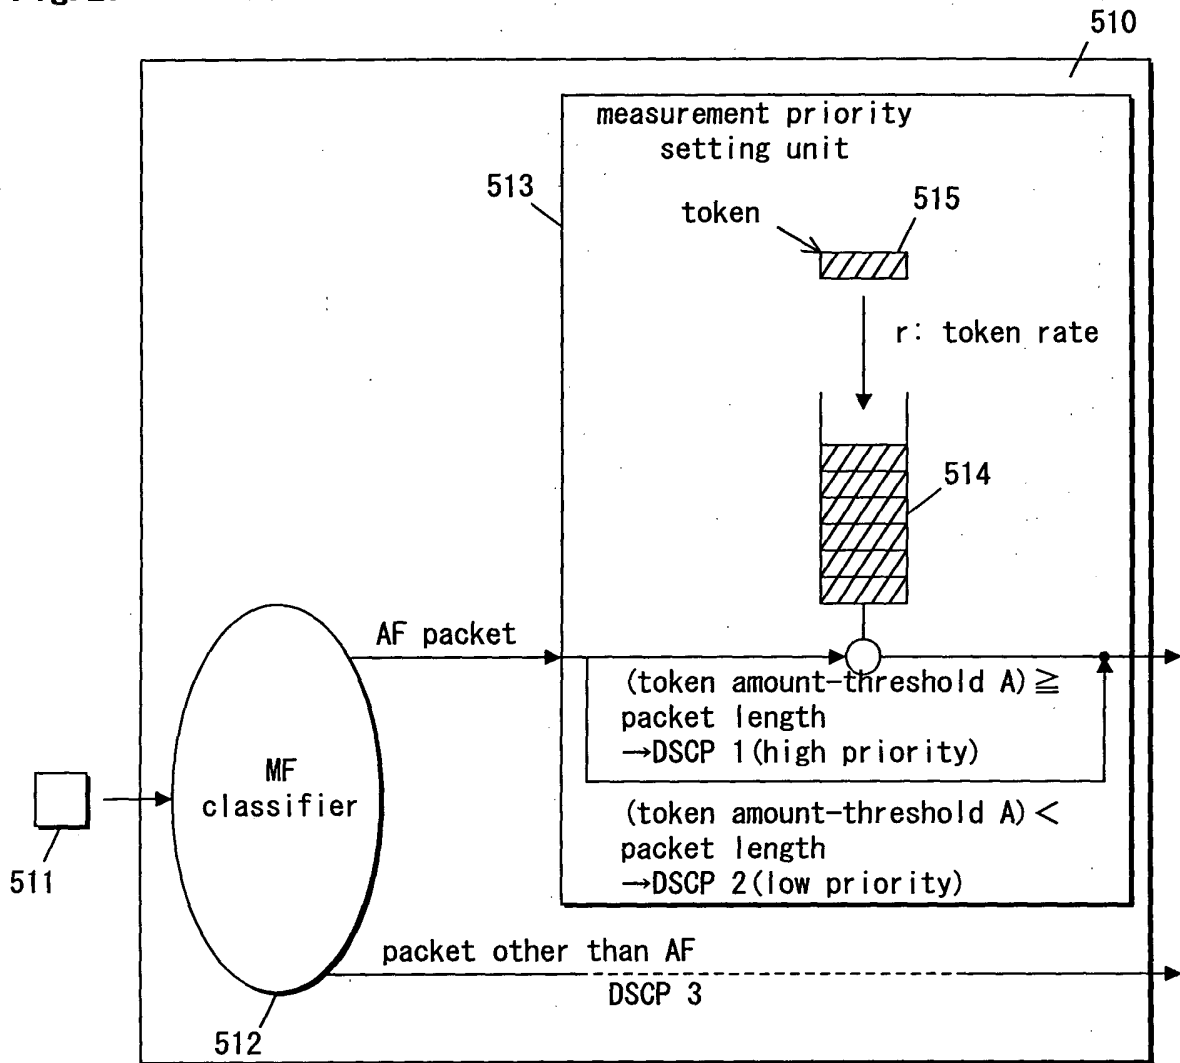 510
measurement priority
setting unit
513
515
token
r: token rate
514
AF packet
(token amount-threshold A)≧
packet length
→DSCP 1(high priority)
MF
classifier
(token amount-threshold A)<
packet length
→DSCP 2(low priority)
511
packet other than AF
DSCP 3
512